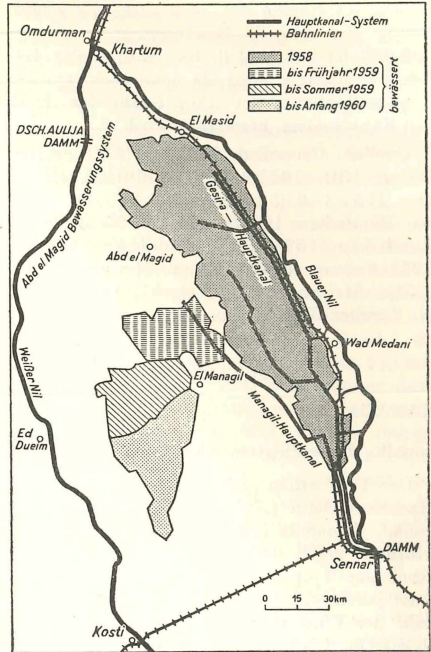 Hauptkanal-System
Bahnlinien
1958
bis Frühjahr 1959
bis Sommer 1959
bis Anfang 1960
bewässert
Omdurman
Khartum
DSCH. AULIJA
DAMM
El Masid
Abd el Magid Bewässerungssystem
Gesira-
Hauptkanal
Abd el Magid
Blauer Nil
Wad Medani
El Managil
Managil-Hauptkanal
Weißer Nil
Ed
Dueim
DAMM
Sennar
0 15 30km
Kosti